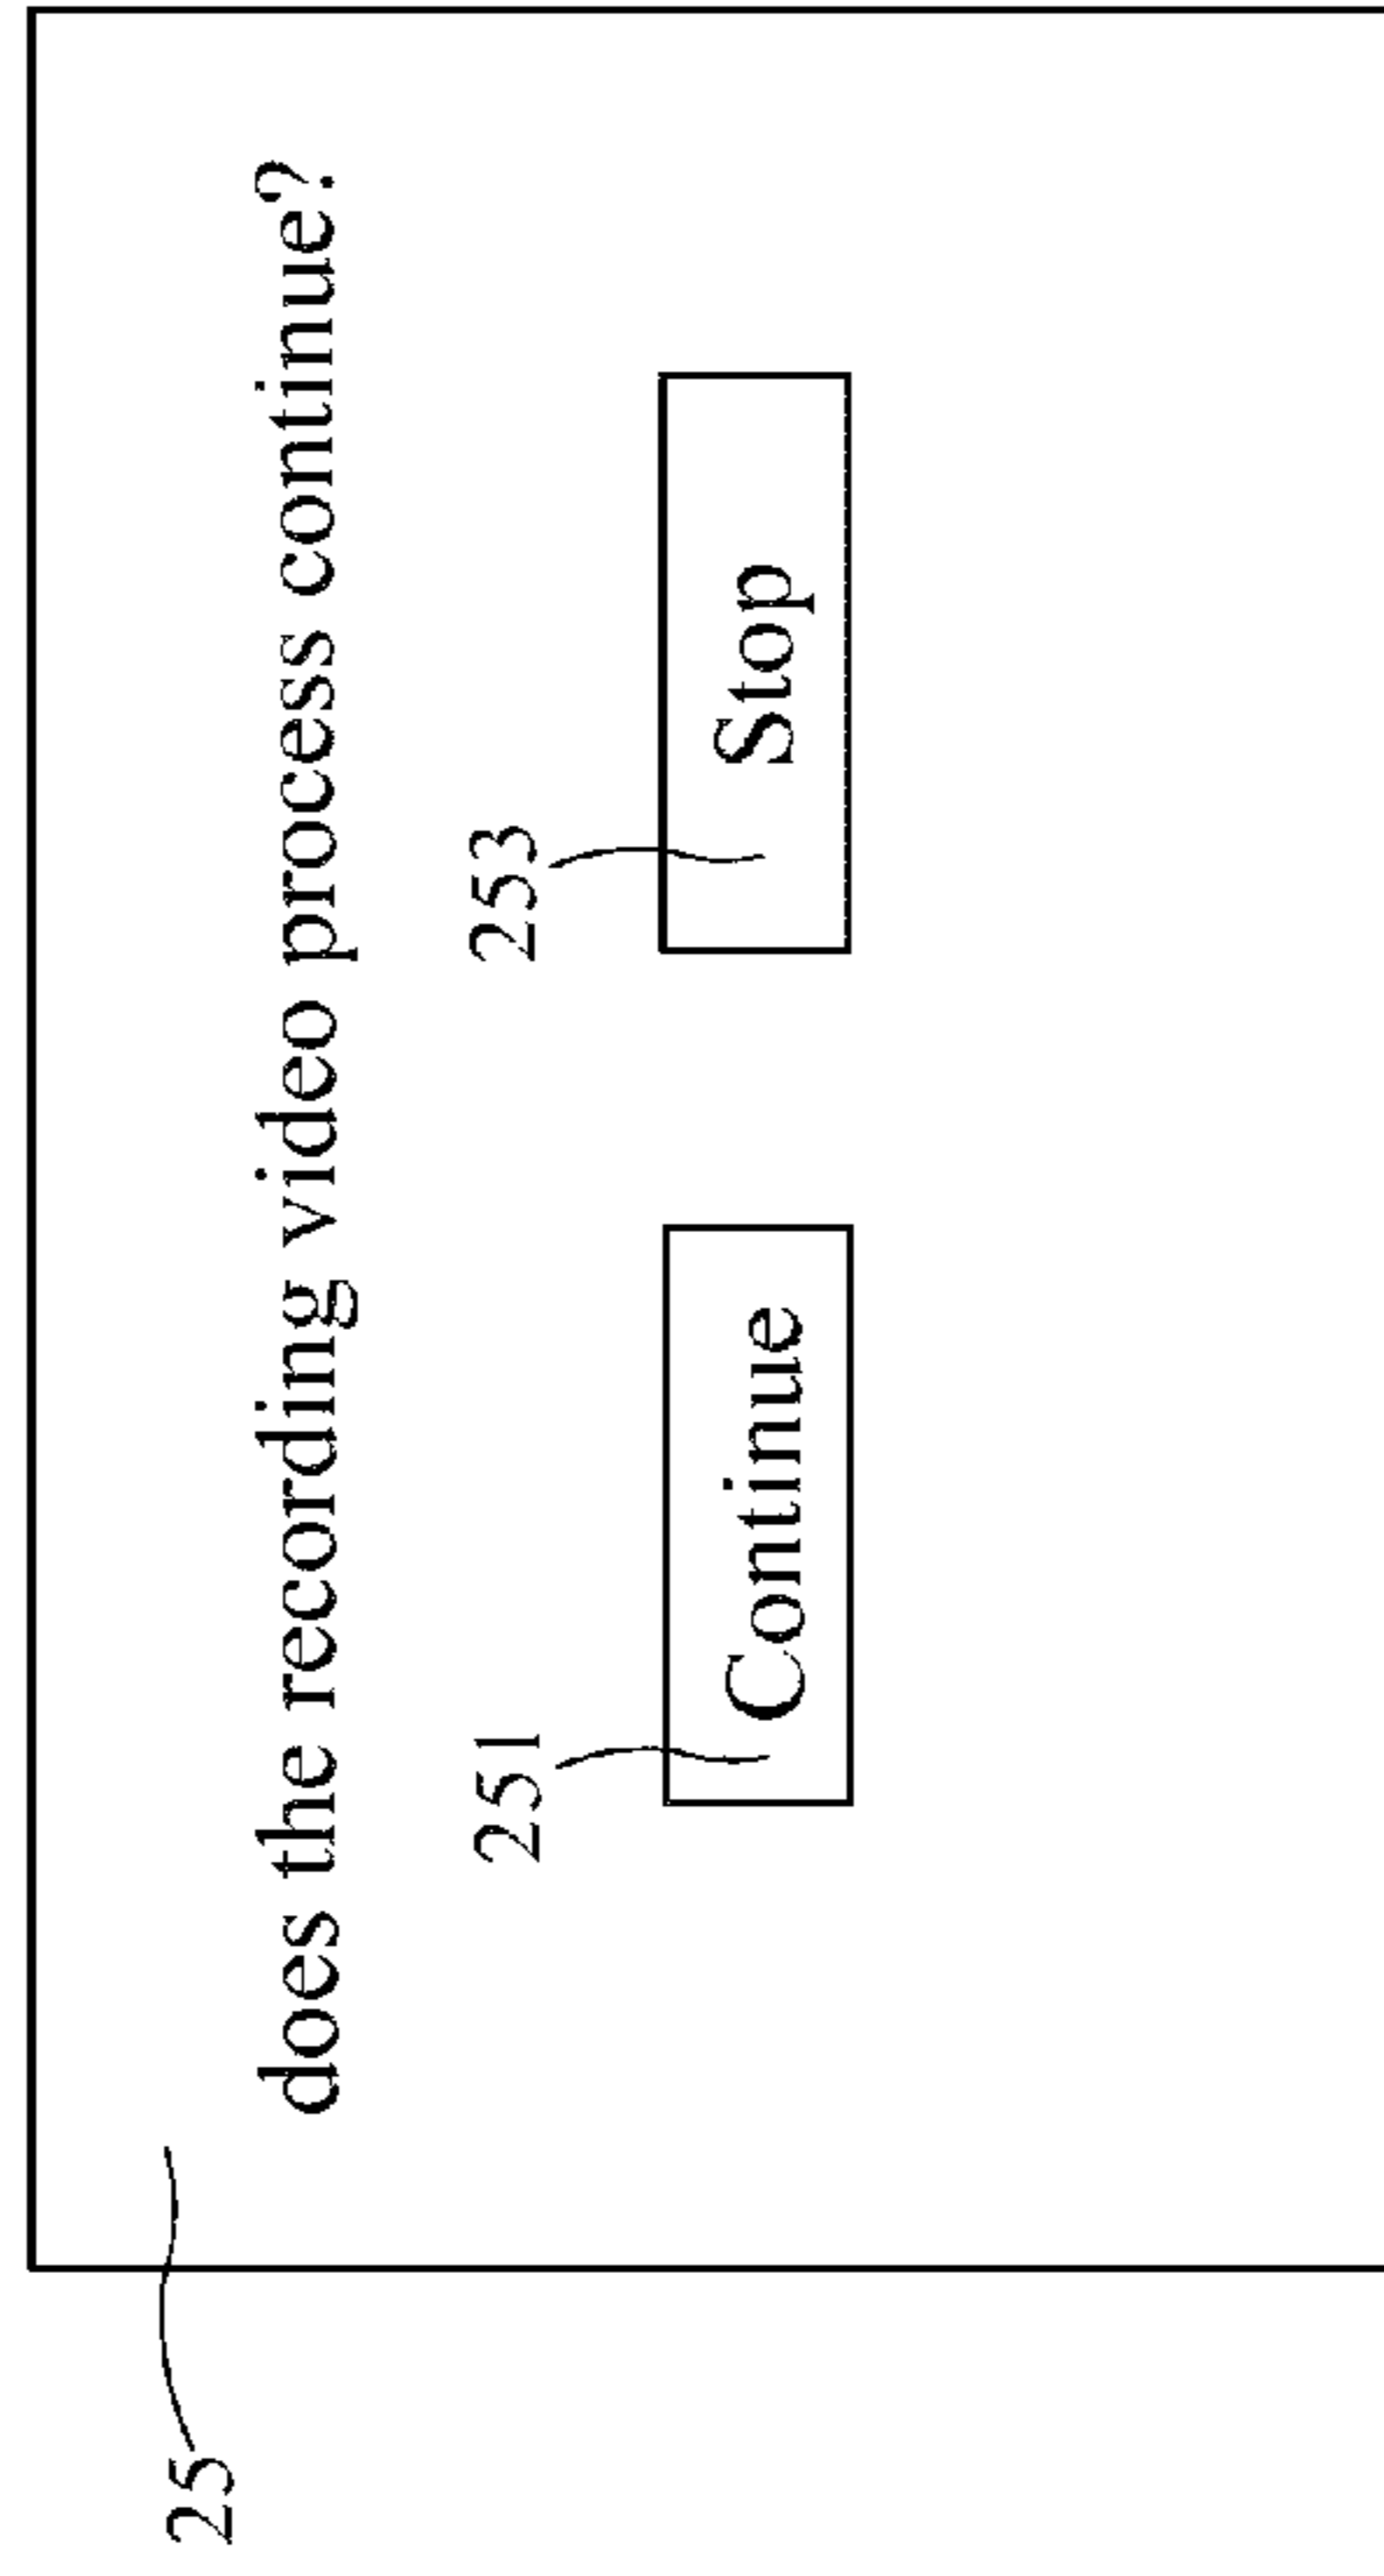 25
does the recording video process continue?
251
253
Continue
Stop